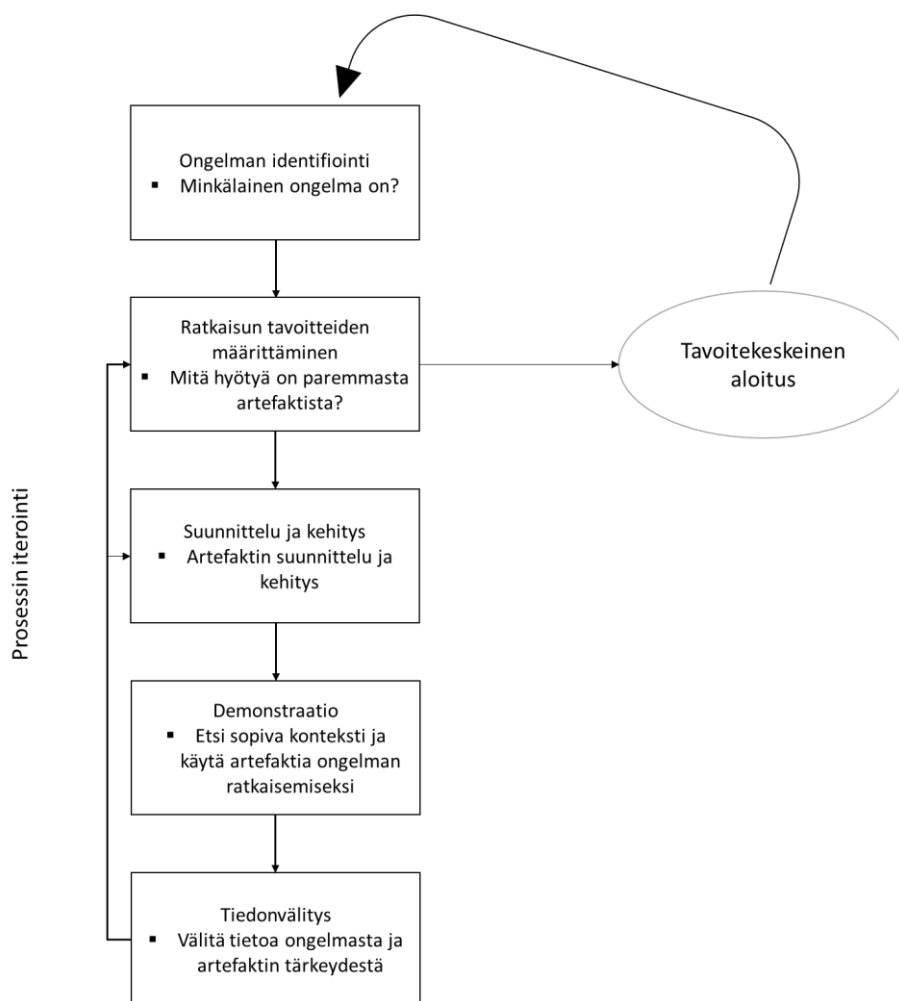 Ongelman identifiointi
▪ Minkälainen ongelma on?
Ratkaisun tavoitteiden
määrittäminen
▪ Mitä hyötyä on paremmasta
artefaktista?
Tavoitekeskeinen
aloitus
Prosessin iterointi
Suunnittelu ja kehitys
▪ Artefaktin suunnittelu ja
kehitys
Demonstraatio
▪ Etsi sopiva konteksti ja
käytä artefaktia ongelman
ratkaisemiseksi
Tiedonvälitys
▪ Välitä tietoa ongelmasta ja
artefaktin tärkeydestä